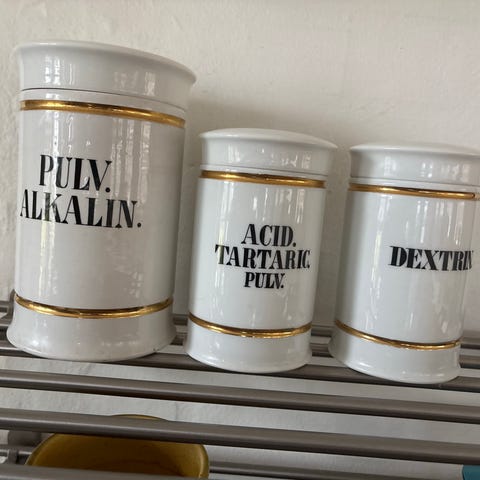 PULV.
ALKALIN.
ACID.
TARTARIC.
PULV.
DEXTRIN